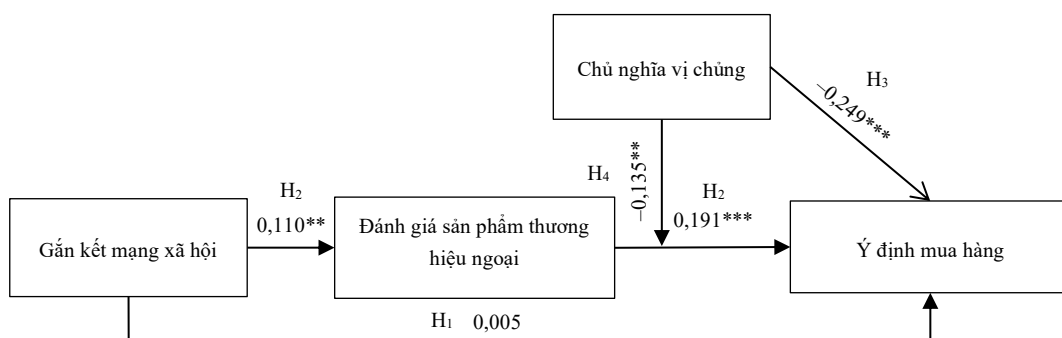 Chủ nghĩa vị chủng
H₃
–0,249***
H₄
–0,135**
H₂
0,110**
H₂
0,191***
Gắn kết mạng xã hội
Đánh giá sản phẩm thương
hiệu ngoại
Ý định mua hàng
H₁ 0,005